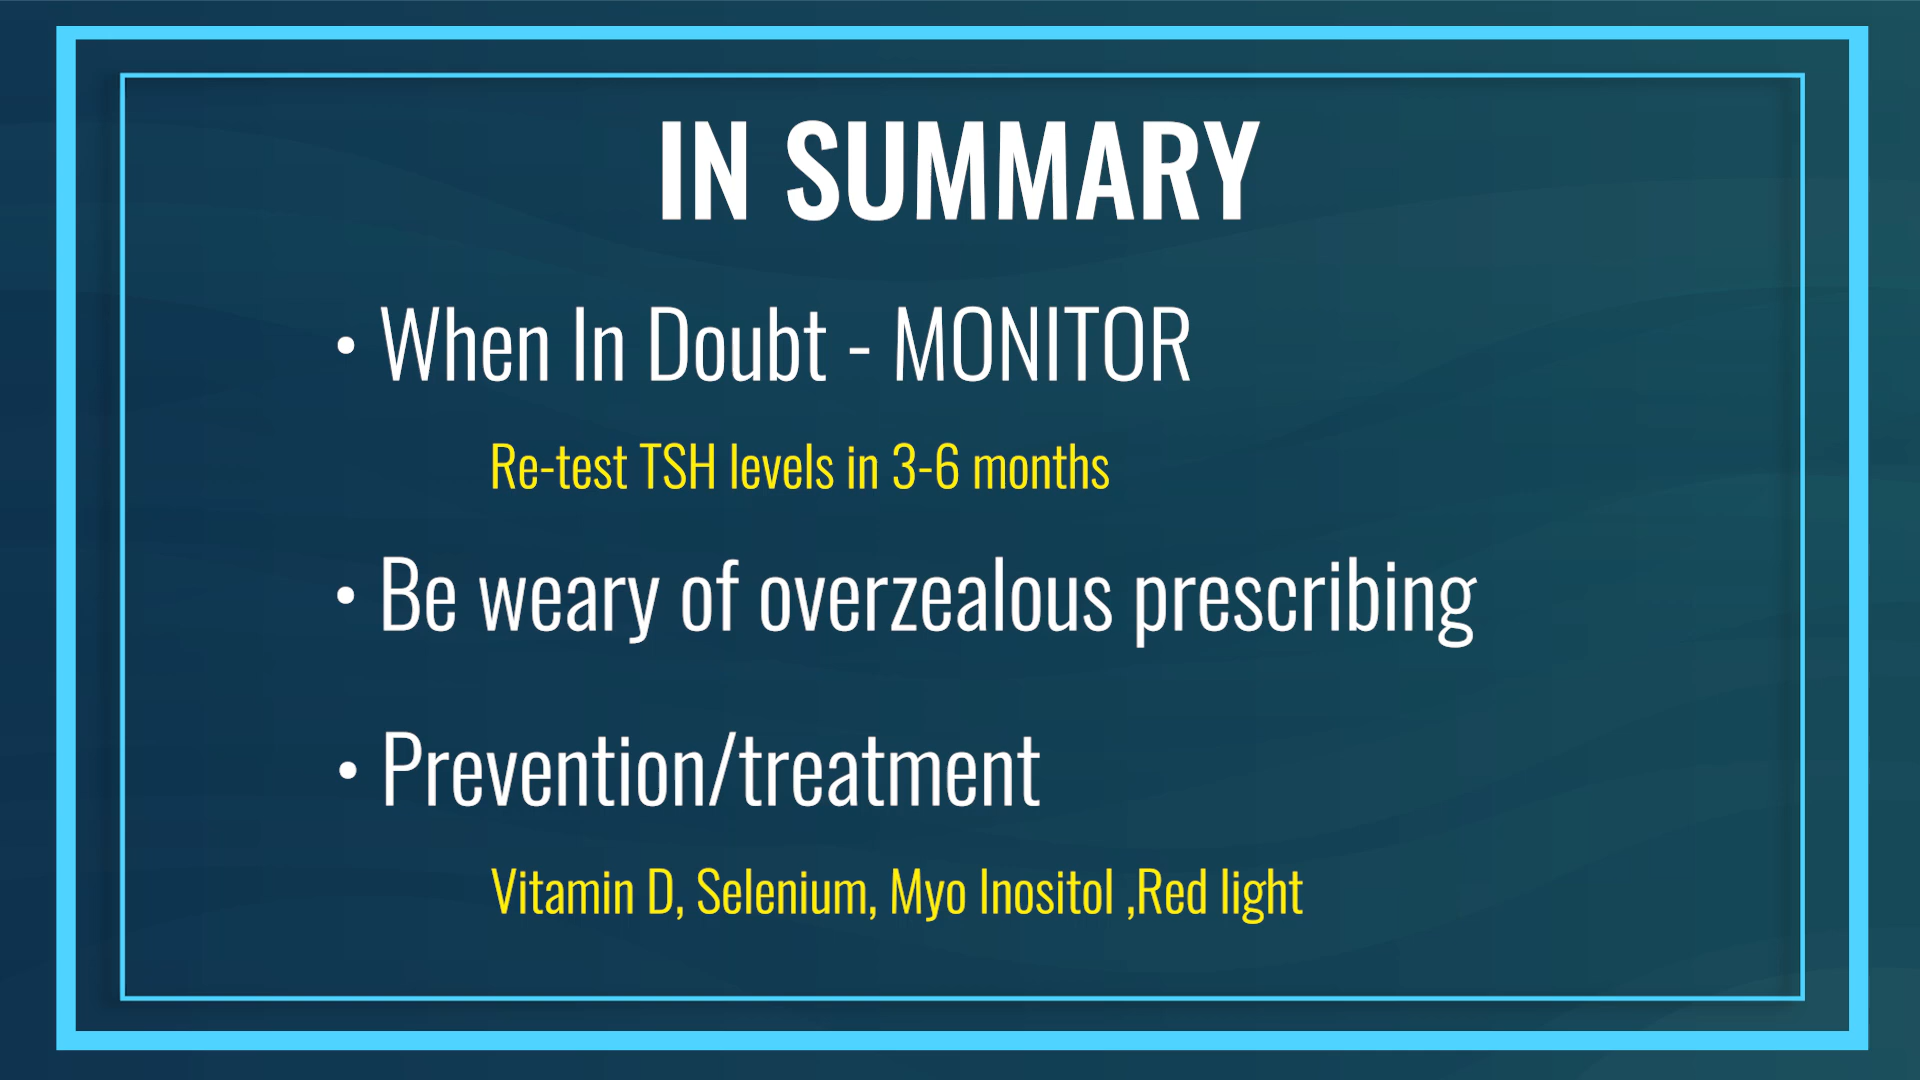 IN SUMMARY
• When In Doubt - MONITOR
Re-test TSH levels in 3-6 months
• Be weary of overzealous prescribing
• Prevention/treatment
Vitamin D, Selenium, Myo Inositol ,Red light